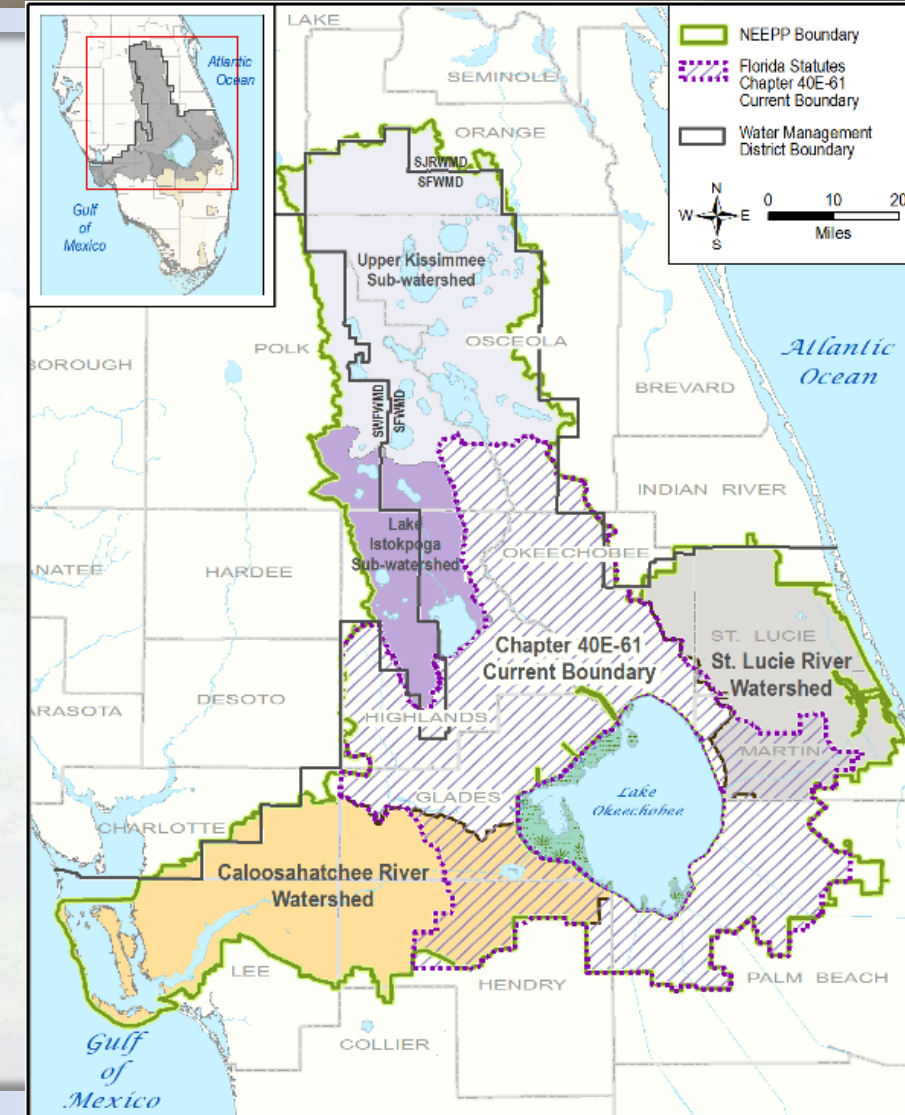 Atlantic
Ocean
Gulf
of
Mexico
NEEPP Boundary
Florida Statutes
Chapter 40E-61
Current Boundary
Water Management
District Boundary
N
W
E
S
0
10
20
Miles
LAKE
SEMINOLE
ORANGE
SJRWMD
SFWMD
Upper Kissimmee
Sub-watershed
POLK
OSCEOLA
BOROUGH
BREVARD
Atlantic
Ocean
SWFWMD
SFWMD
INDIAN RIVER
Lake
Istokpoga
Sub-watershed
OKEECHOBEE
NATEE
HARDEE
Chapter 40E-61
Current Boundary
ST. LUCIE
St. Lucie River
Watershed
DESOTO
ARASOTA
HIGHLANDS
MARTIN
Lake
Okeechobee
GLADES
CHARLOTTE
Caloosahatchee River
Watershed
LEE
HENDRY
PALM BEACH
COLLIER
Gulf
of
Mexico